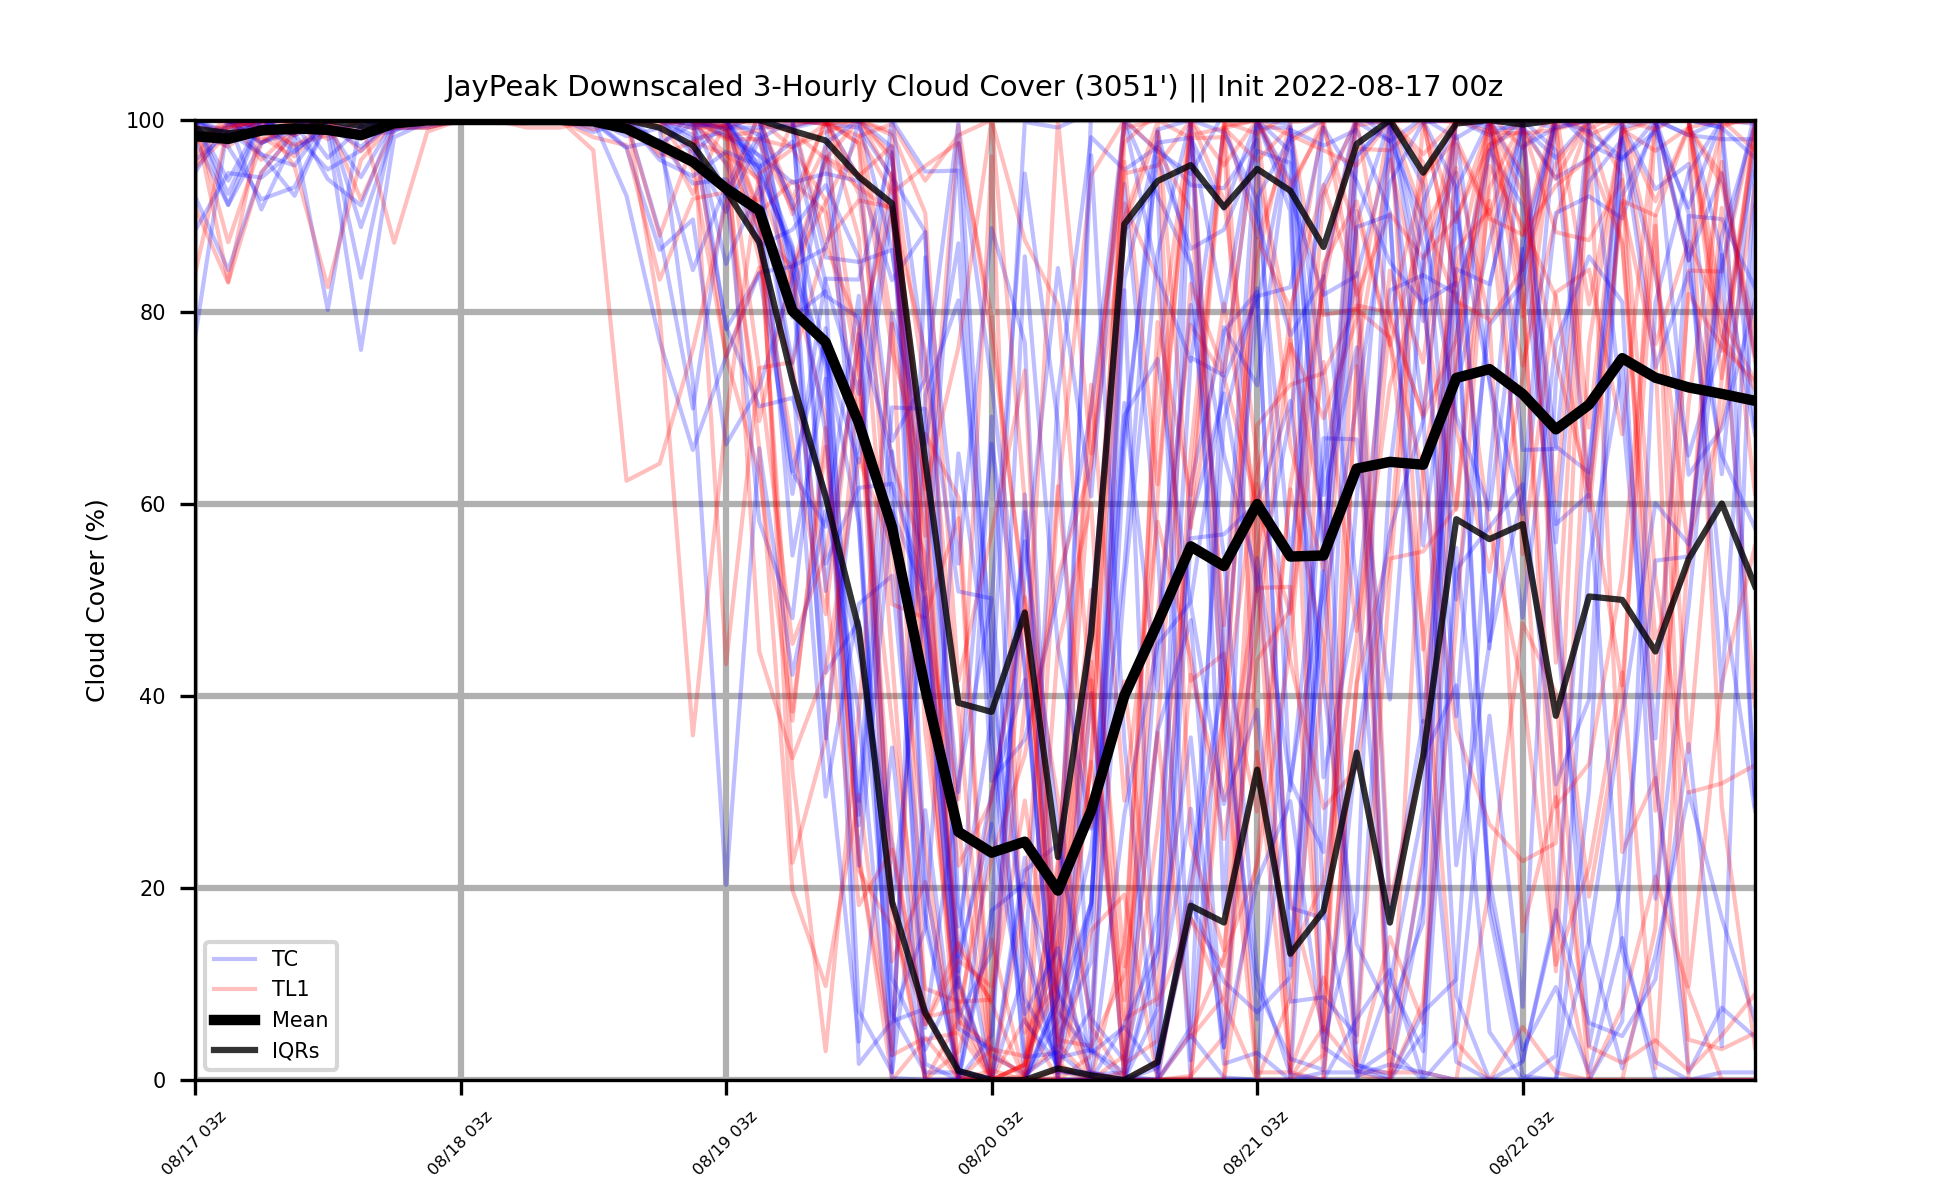 JayPeak Downscaled 3-Hourly Cloud Cover (3051') || Init 2022-08-17 00z
Cloud Cover (%)
100
80
60
40
20
0
TC
TL1
Mean
IQRs
08/17 03z
08/18 03z
08/19 03z
08/20 03z
08/21 03z
08/22 03z